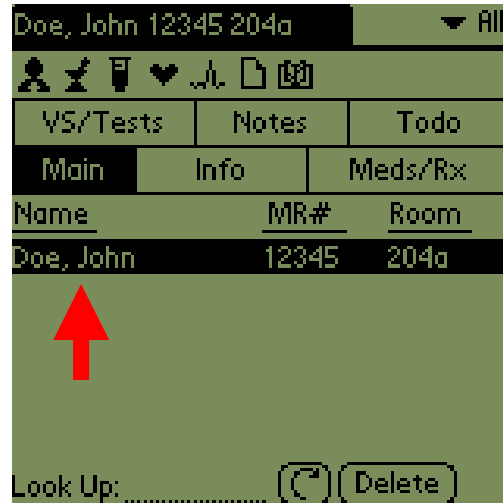 Doe, John 12345 204a All
VS/Tests Notes Todo
Main Info Meds/Rx
Name MR# Room
Doe, John 12345 204a
Look Up: Delete